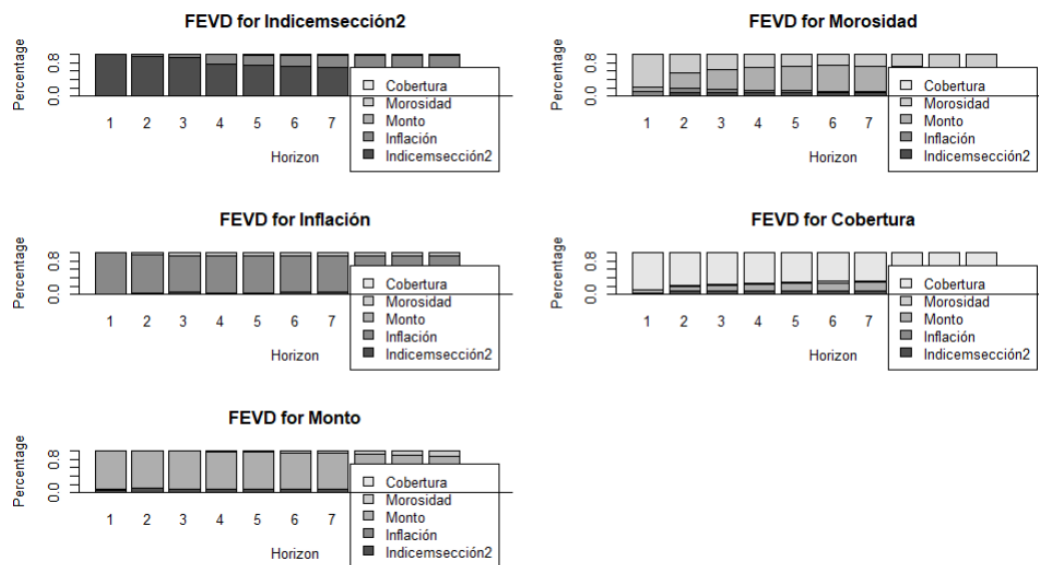 FEVD for Indicemsección2
Percentage
0.0 0.8
1 2 3 4 5 6 7
Horizon
Cobertura
Morosidad
Monto
Inflación
Indicemsección2
FEVD for Morosidad
Percentage
0.0 0.8
1 2 3 4 5 6 7
Horizon
Cobertura
Morosidad
Monto
Inflación
Indicemsección2
FEVD for Inflación
Percentage
0.0 0.8
1 2 3 4 5 6 7
Horizon
Cobertura
Morosidad
Monto
Inflación
Indicemsección2
FEVD for Cobertura
Percentage
0.0 0.8
1 2 3 4 5 6 7
Horizon
Cobertura
Morosidad
Monto
Inflación
Indicemsección2
FEVD for Monto
Percentage
0.0 0.8
1 2 3 4 5 6 7
Horizon
Cobertura
Morosidad
Monto
Inflación
Indicemsección2